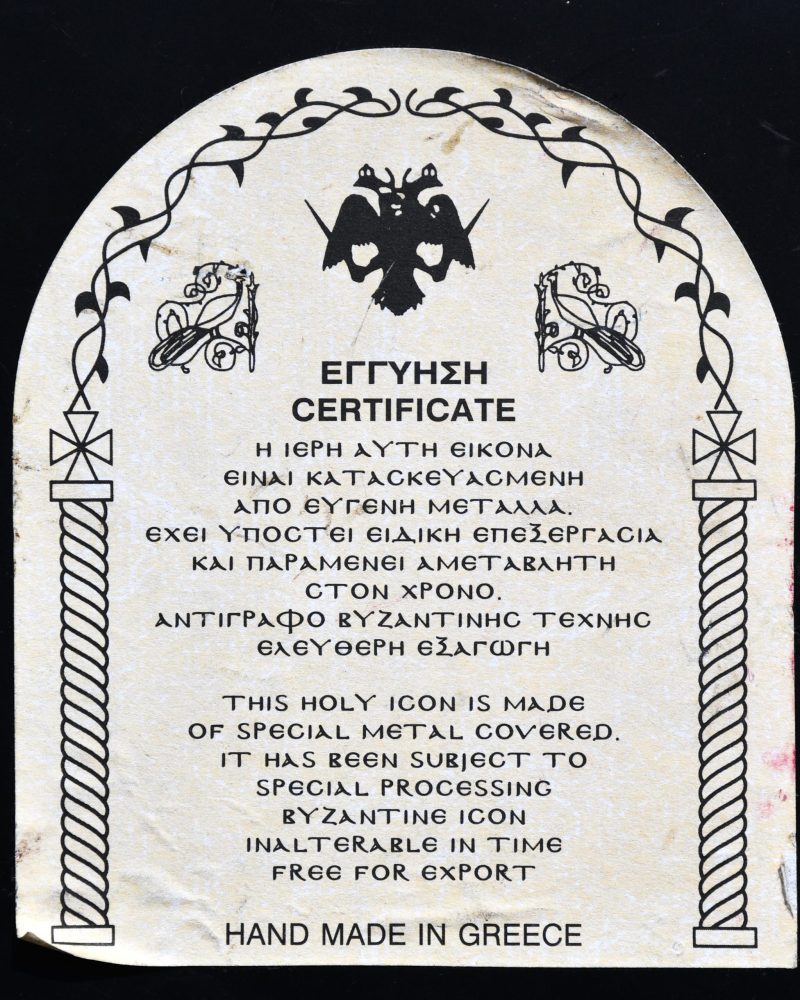 ΕΓΓΥΗΣΗ
CERTIFICATE
Η ΙΕΡΗ ΑΥΤΗ ΕΙΚΟΝΑ
ΕΙΝΑΙ ΚΑΤΑϹΚΕΥΑϹΜΕΝΗ
ΑΠΟ ΕΥΓΕΝΗ ΜΕΤΑΛΛΑ.
ΕΧΕΙ ΥΠΟϹΤΕΙ ΕΙΔΙΚΗ ΕΠΕΞΕΡΓΑϹΙΑ
ΚΑΙ ΠΑΡΑΜΕΝΕΙ ΑΜΕΤΑΒΛΗΤΗ
ϹΤΟΝ ΧΡΟΝΟ.
ΑΝΤΙΓΡΑΦΟ ΒΥΖΑΝΤΙΝΗϹ ΤΕΧΝΗϹ
ΕΛΕΥΘΕΡΗ ΕΞΑΓΩΓΗ
THIS HOLY ICON IS MADE
OF SPECIAL METAL COVERED.
IT HAS BEEN SUBJECT TO
SPECIAL PROCESSING
BYZANTINE ICON
INALTERABLE IN TIME
FREE FOR EXPORT
HAND MADE IN GREECE